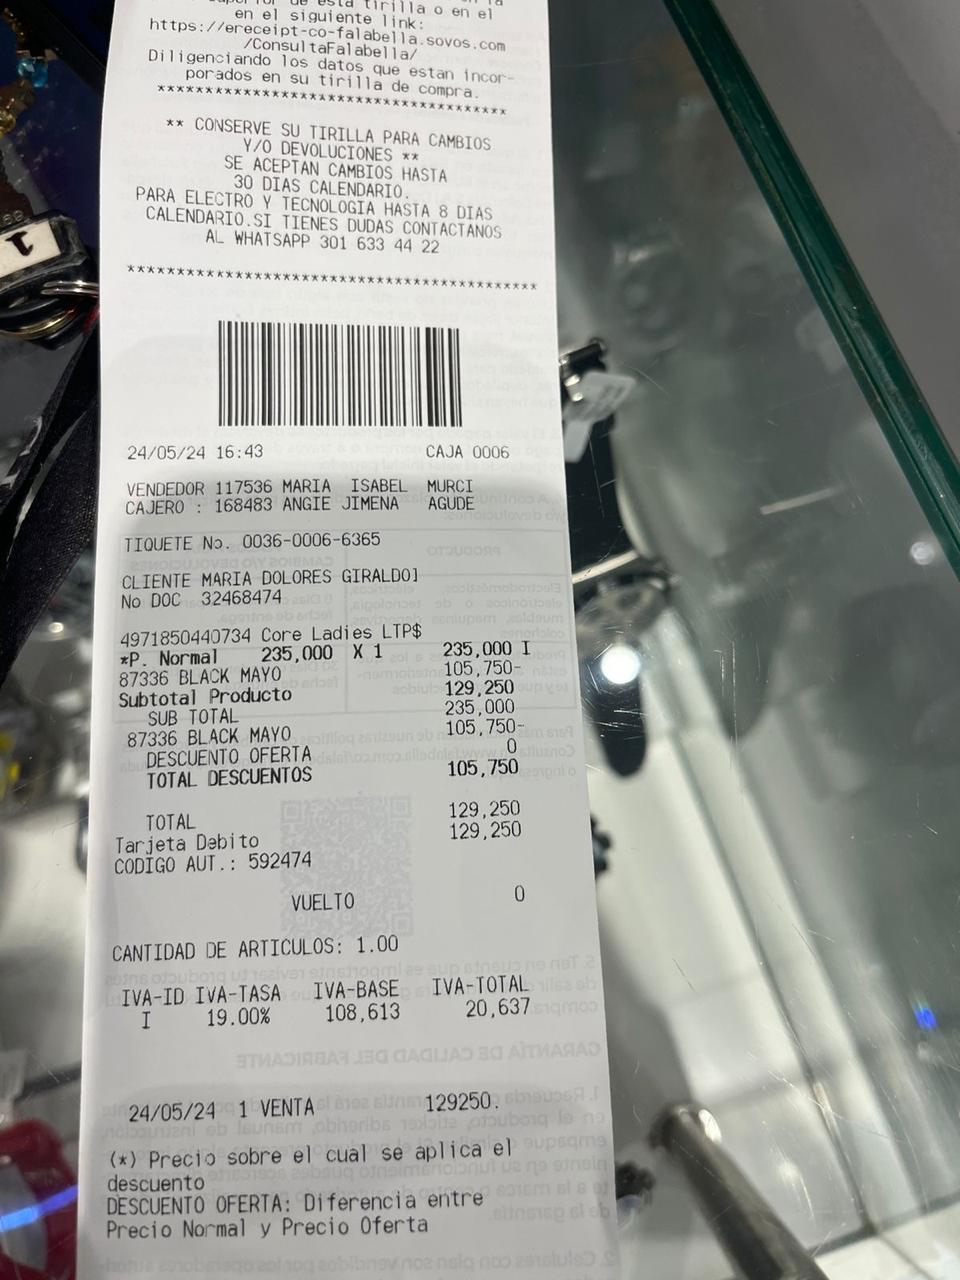 de esta tirilla o en el
en el siguiente link:
https://ereceipt-co-falabella.sovos.com
/ConsultaFalabella/
Diligenciando los datos que estan incor-
porados en su tirilla de compra.
***********************************
** CONSERVE SU TIRILLA PARA CAMBIOS
Y/O DEVOLUCIONES **
SE ACEPTAN CAMBIOS HASTA
30 DIAS CALENDARIO.
PARA ELECTRO Y TECNOLOGIA HASTA 8 DIAS
CALENDARIO.SI TIENES DUDAS CONTACTANOS
AL WHATSAPP 301 633 44 22
*****************************************
24/05/24 16:43 CAJA 0006
VENDEDOR 117536 MARIA ISABEL MURCI
CAJERO : 168483 ANGIE JIMENA AGUDE
TIQUETE No. 0036-0006-6365
CLIENTE MARIA DOLORES GIRALDO]
No DOC 32468474
4971850440734 Core Ladies LTP$
*P. Normal 235,000 X 1 235,000 I
87336 BLACK MAYO 105,750-
Subtotal Producto 129,250
SUB TOTAL 235,000
87336 BLACK MAYO 105,750-
DESCUENTO OFERTA 0
TOTAL DESCUENTOS 105,750
TOTAL 129,250
Tarjeta Debito 129,250
CODIGO AUT.: 592474
VUELTO 0
CANTIDAD DE ARTICULOS: 1.00
IVA-ID IVA-TASA IVA-BASE IVA-TOTAL
I 19.00% 108,613 20,637
24/05/24 1 VENTA 129250.
(*) Precio sobre el cual se aplica el
descuento
DESCUENTO OFERTA: Diferencia entre
Precio Normal y Precio Oferta